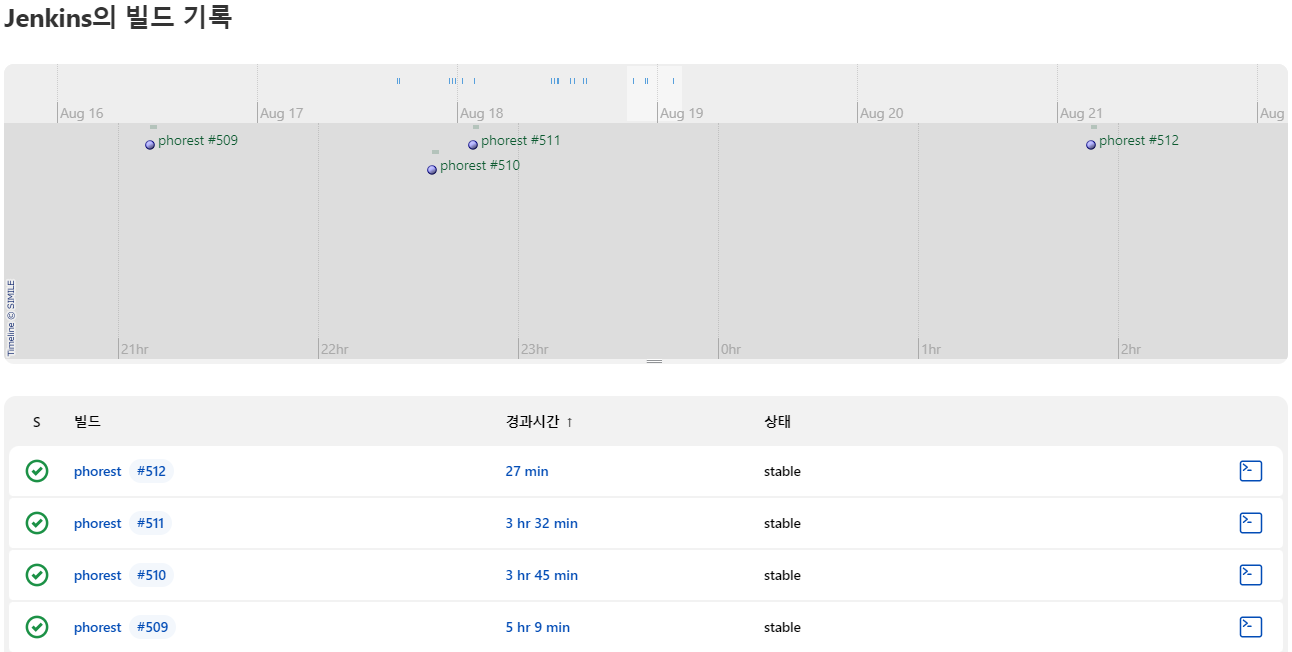 Jenkins의 빌드 기록
Aug 16 Aug 17 Aug 18 Aug 19 Aug 20 Aug 21 Aug
phorest #509 phorest #511 phorest #512
phorest #510
Timeline © SIMILE
21hr 22hr 23hr 0hr 1hr 2hr
S 빌드 경과시간 ↑ 상태
phorest #512 27 min stable
phorest #511 3 hr 32 min stable
phorest #510 3 hr 45 min stable
phorest #509 5 hr 9 min stable